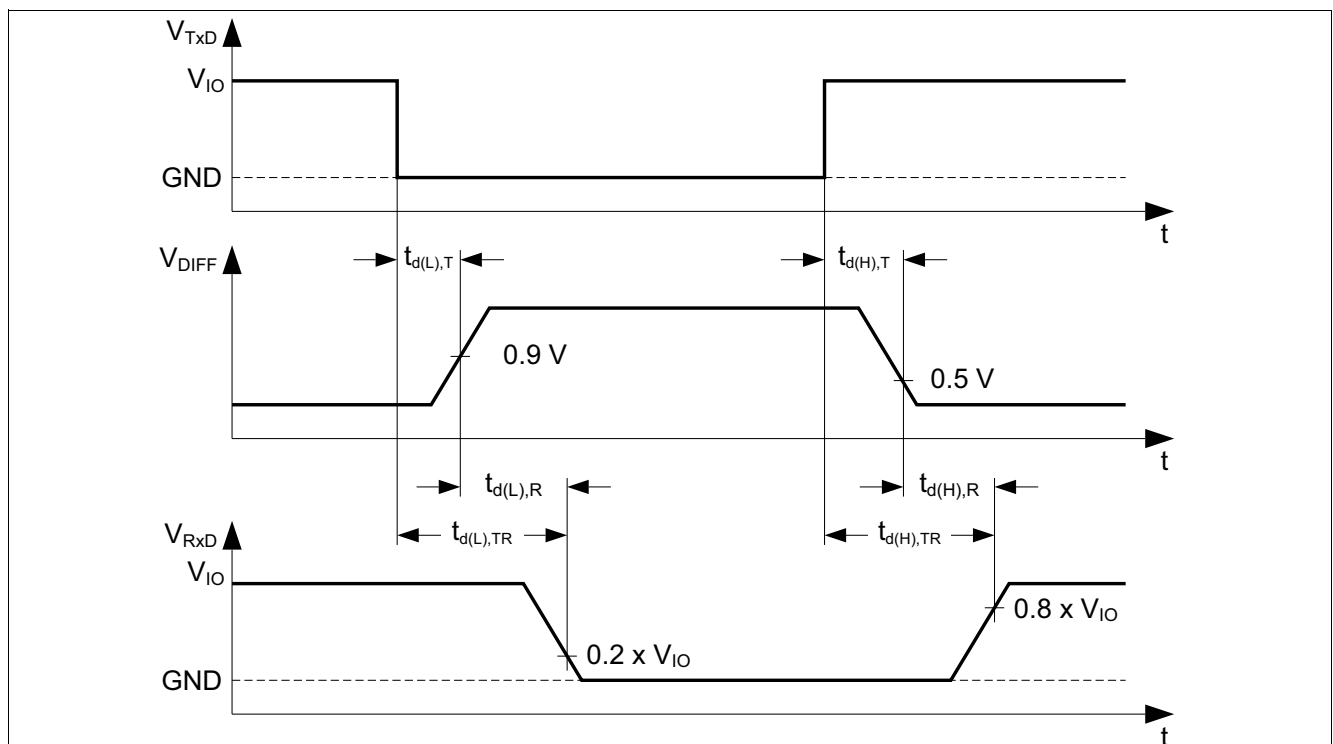 V_TxD
V_IO
GND
t
V_DIFF
t_d(L),T
t_d(H),T
0.9 V
0.5 V
t
t_d(L),R
t_d(H),R
t_d(L),TR
t_d(H),TR
V_RxD
V_IO
0.8 x V_IO
0.2 x V_IO
GND
t